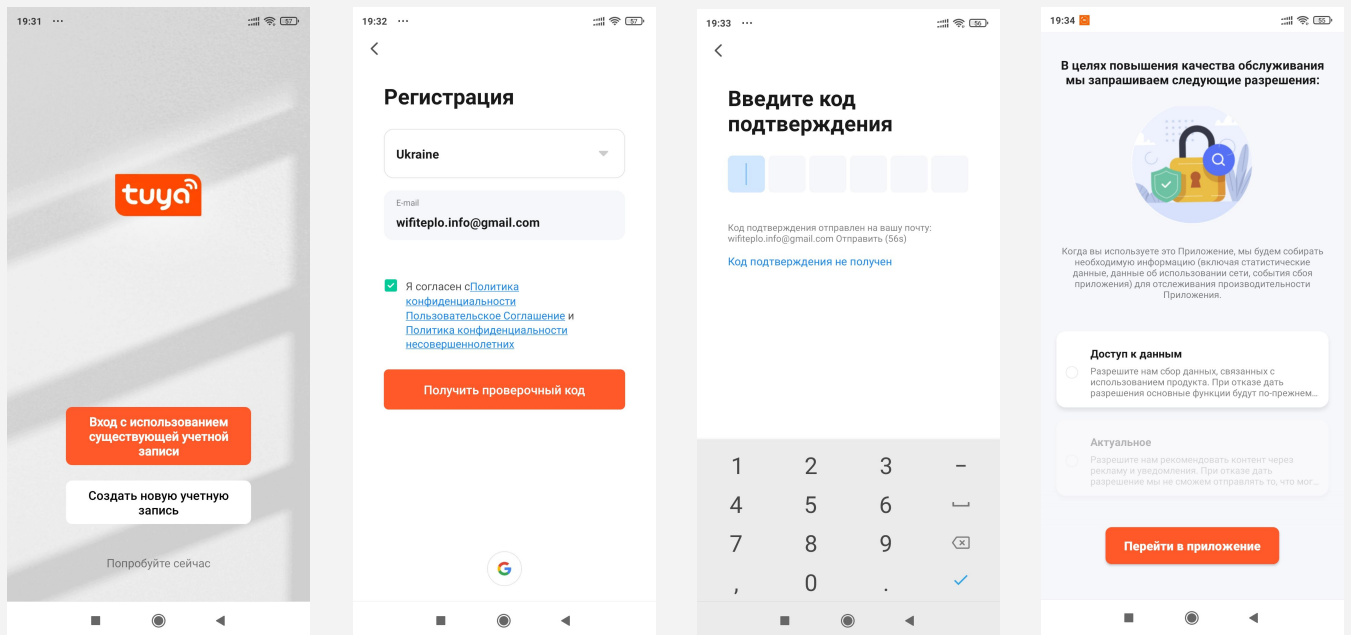 19:31 ...
57
tuya
Вход с использованием
существующей учетной
записи
Создать новую учетную
запись
Попробуйте сейчас
19:32 ...
57
Регистрация
Ukraine
E-mail
wifiteplo.info@gmail.com
Я согласен сПолитика
конфиденциальности
Пользовательское Соглашение и
Политика конфиденциальности
несовершеннолетних
Получить проверочный код
19:33 ...
56
Введите код
подтверждения
Код подтверждения отправлен на вашу почту:
wifiteplo.info@gmail.com Отправить (56s)
Код подтверждения не получен
1 2 3 –
4 5 6
7 8 9
, 0 .
19:34
55
В целях повышения качества обслуживания
мы запрашиваем следующие разрешения:
Когда вы используете это Приложение, мы будем собирать
необходимую информацию (включая статистические
данные, данные об использовании сети, события сбоя
приложения) для отслеживания производительности
Приложения.
Доступ к данным
Разрешите нам сбор данных, связанных с
использованием продукта. При отказе дать
разрешения основные функции будут по-прежнем...
Актуальное
Разрешите нам рекомендовать контент через
рекламу и уведомления. При отказе дать
разрешение мы не сможем отправлять то, что мог...
Перейти в приложение